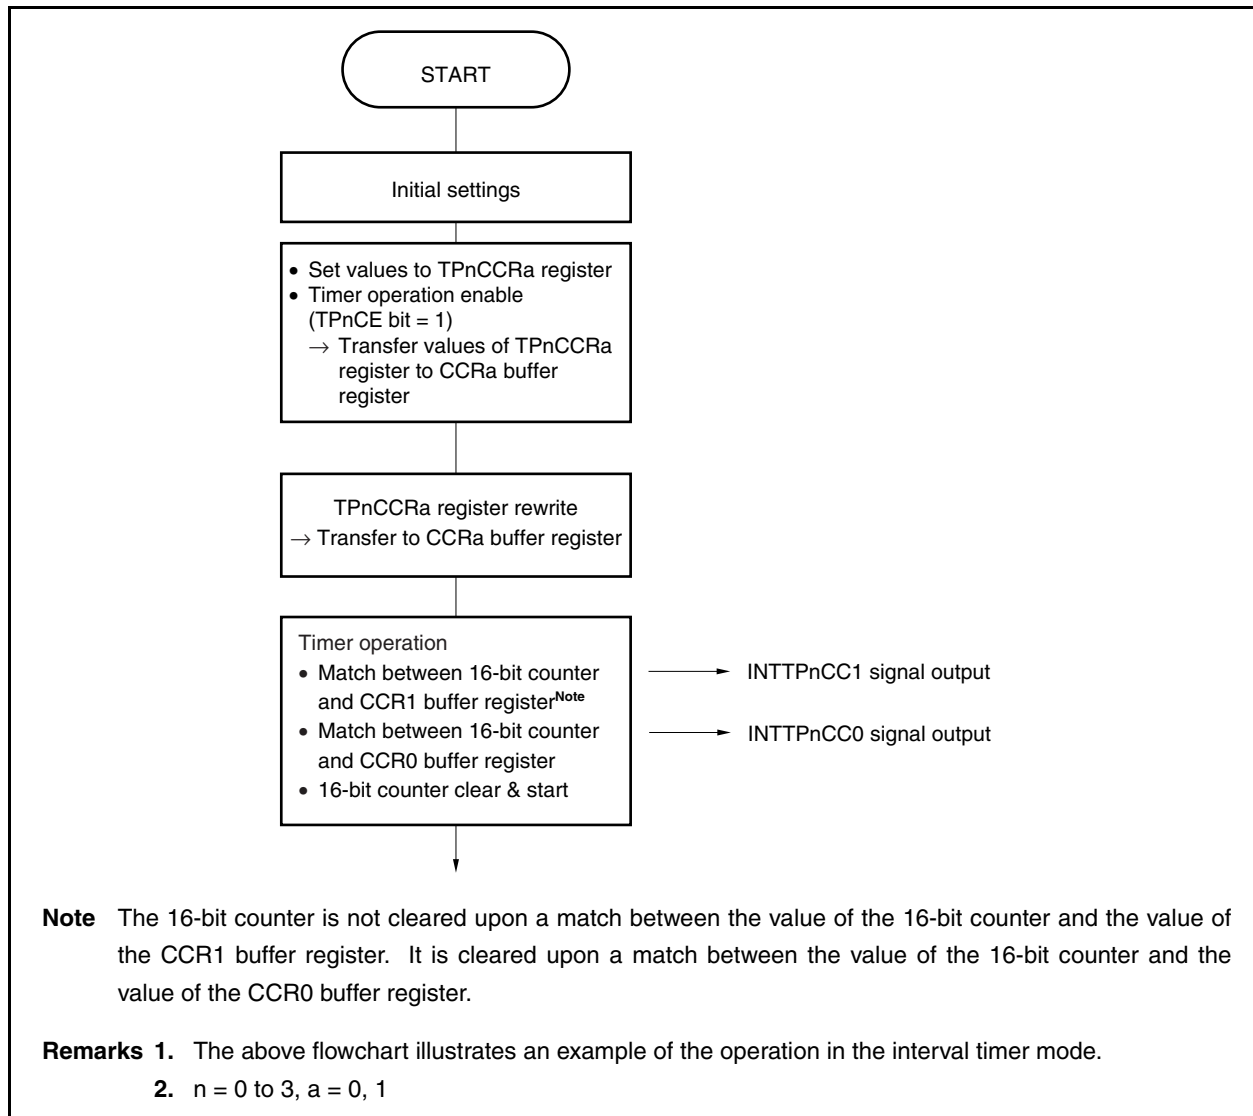 START
Initial settings
• Set values to TPnCCRa register
• Timer operation enable
(TPnCE bit = 1)
→ Transfer values of TPnCCRa
register to CCRa buffer
register
TPnCCRa register rewrite
→ Transfer to CCRa buffer register
Timer operation
• Match between 16-bit counter
and CCR1 buffer registerNote
INTTPnCC1 signal output
• Match between 16-bit counter
and CCR0 buffer register
INTTPnCC0 signal output
• 16-bit counter clear & start
Note The 16-bit counter is not cleared upon a match between the value of the 16-bit counter and the value of
the CCR1 buffer register. It is cleared upon a match between the value of the 16-bit counter and the
value of the CCR0 buffer register.
Remarks 1. The above flowchart illustrates an example of the operation in the interval timer mode.
2. n = 0 to 3, a = 0, 1